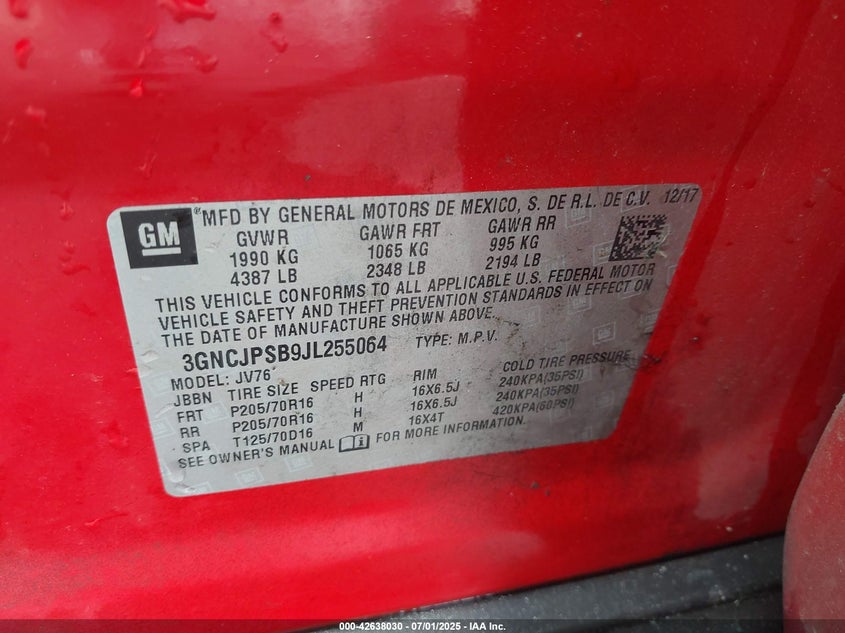 GM
®MFD BY GENERAL MOTORS DE MEXICO, S. DE R.L. DE C.V. 12/17
GVWR GAWR FRT GAWR RR
1990 KG 1065 KG 995 KG
4387 LB 2348 LB 2194 LB
THIS VEHICLE CONFORMS TO ALL APPLICABLE U.S. FEDERAL MOTOR
VEHICLE SAFETY AND THEFT PREVENTION STANDARDS IN EFFECT ON
THE DATE OF MANUFACTURE SHOWN ABOVE.
3GNCJPSB9JL255064 TYPE: M.P.V.
MODEL: JV76
JBBN TIRE SIZE SPEED RTG RIM COLD TIRE PRESSURE
FRT P205/70R16 H 16X6.5J 240KPA(35PSI)
RR P205/70R16 H 16X6.5J 240KPA(35PSI)
SPA T125/70D16 M 16X4T 420KPA(60PSI)
SEE OWNER'S MANUAL FOR MORE INFORMATION.
000-42638030 - 07/01/2025 - IAA Inc.